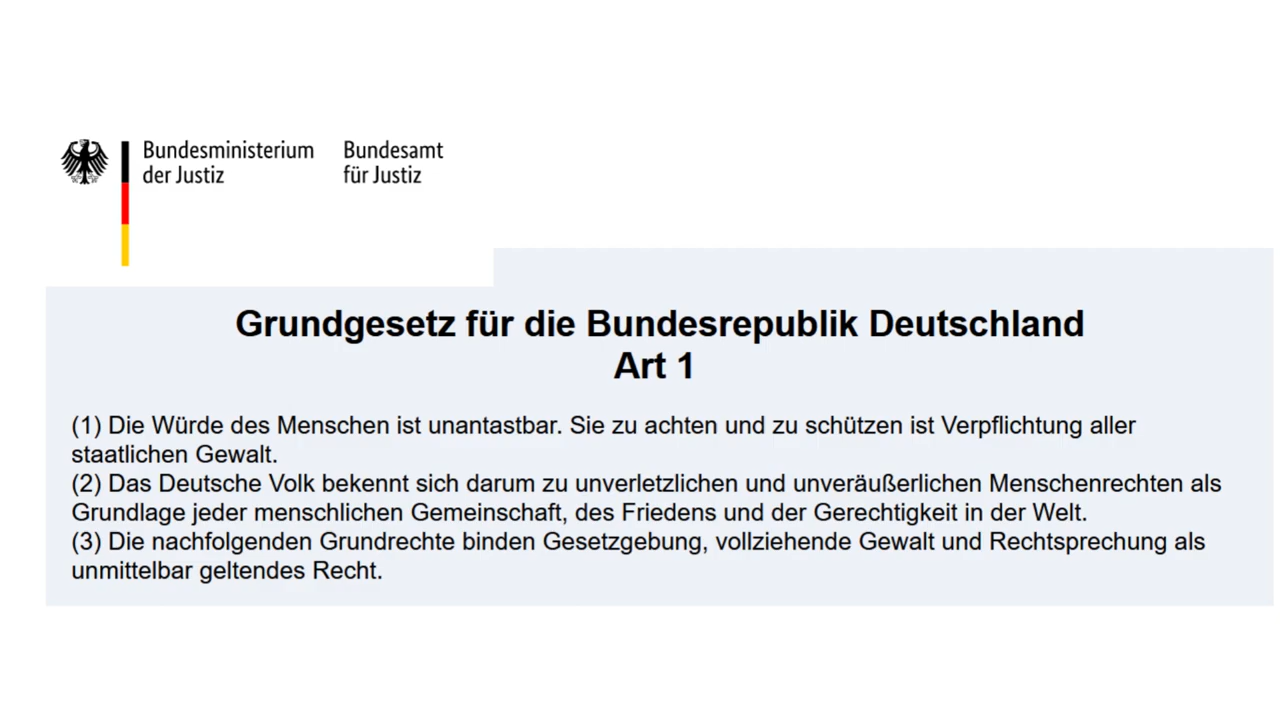 Bundesministerium
der Justiz
Bundesamt
für Justiz
Grundgesetz für die Bundesrepublik Deutschland
Art 1
(1) Die Würde des Menschen ist unantastbar. Sie zu achten und zu schützen ist Verpflichtung aller
staatlichen Gewalt.
(2) Das Deutsche Volk bekennt sich darum zu unverletzlichen und unveräußerlichen Menschenrechten als
Grundlage jeder menschlichen Gemeinschaft, des Friedens und der Gerechtigkeit in der Welt.
(3) Die nachfolgenden Grundrechte binden Gesetzgebung, vollziehende Gewalt und Rechtsprechung als
unmittelbar geltendes Recht.